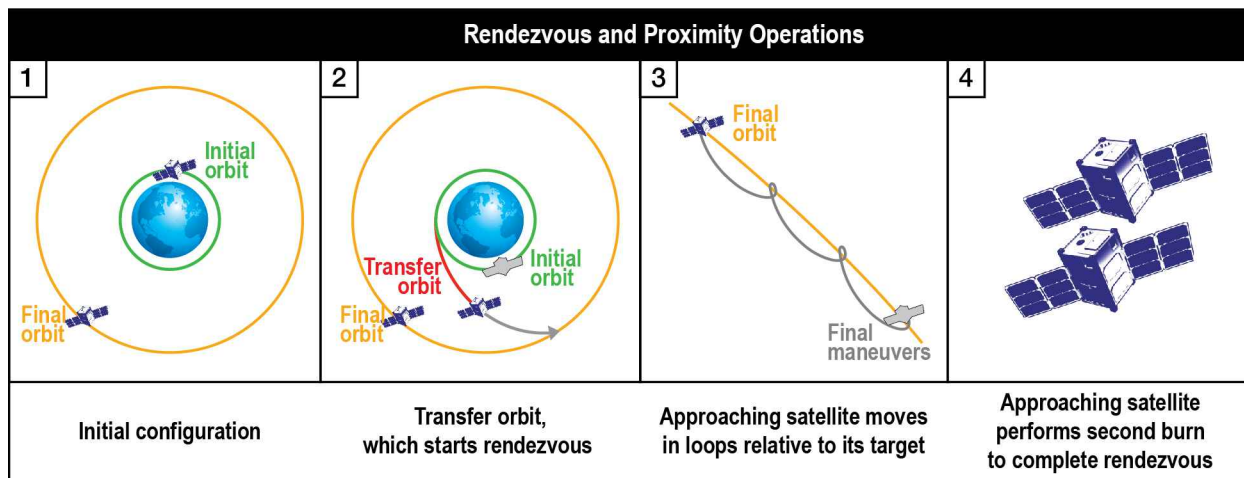 Rendezvous and Proximity Operations
1
Initial
orbit
Final
orbit
2
Transfer
orbit
Initial
orbit
Final
orbit
3
Final
orbit
Final
maneuvers
4
Initial configuration
Transfer orbit,
which starts rendezvous
Approaching satellite moves
in loops relative to its target
Approaching satellite
performs second burn
to complete rendezvous